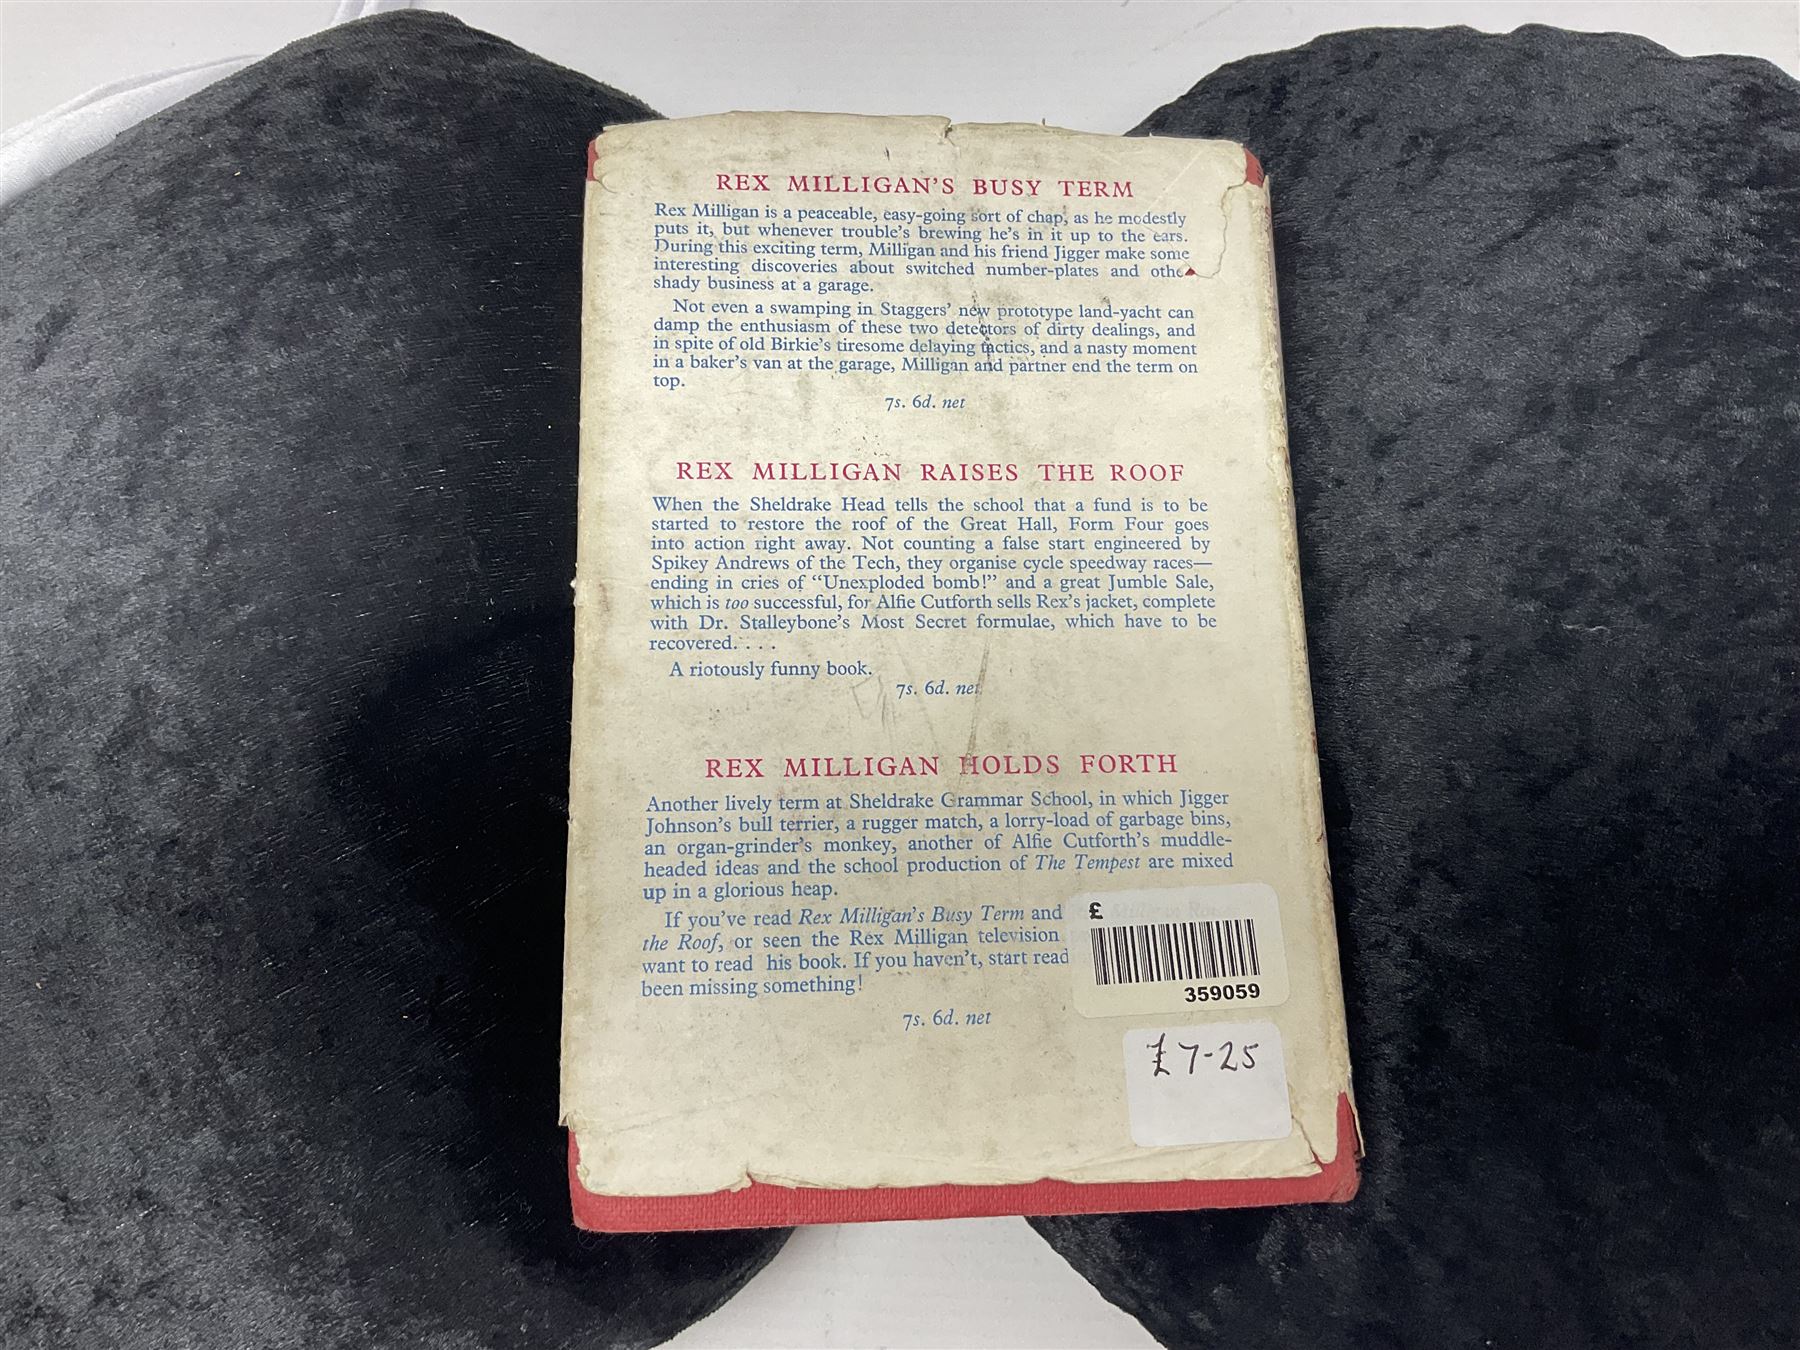 REX MILLIGAN'S BUSY TERM
Rex Milligan is a peaceable, easy-going sort of chap, as he modestly
puts it, but whenever trouble's brewing he's in it up to the ears.
During this exciting term, Milligan and his friend Jigger make some
interesting discoveries about switched number-plates and othe
shady business at a garage.
Not even a swamping in Staggers' new prototype land-yacht can
damp the enthusiasm of these two detectors of dirty dealings, and
in spite of old Birkie's tiresome delaying tactics, and a nasty moment
in a baker's van at the garage, Milligan and partner end the term on
top.
7s. 6d. net
REX MILLIGAN RAISES THE ROOF
When the Sheldrake Head tells the school that a fund is to be
started to restore the roof of the Great Hall, Form Four goes
into action right away. Not counting a false start engineered by
Spikey Andrews of the Tech, they organise cycle speedway races—
ending in cries of "Unexploded bomb!" and a great Jumble Sale,
which is too successful, for Alfie Cutforth sells Rex's jacket, complete
with Dr. Stalleybone's Most Secret formulae, which have to be
recovered. . . .
A riotously funny book.
7s. 6d. net
REX MILLIGAN HOLDS FORTH
Another lively term at Sheldrake Grammar School, in which Jigger
Johnson's bull terrier, a rugger match, a lorry-load of garbage bins,
an organ-grinder's monkey, another of Alfie Cutforth's muddle-
headed ideas and the school production of The Tempest are mixed
up in a glorious heap.
If you've read Rex Milligan's Busy Term and
the Roof, or seen the Rex Milligan television
want to read his book. If you haven't, start read
been missing something!
7s. 6d. net
£
359059
£7-25